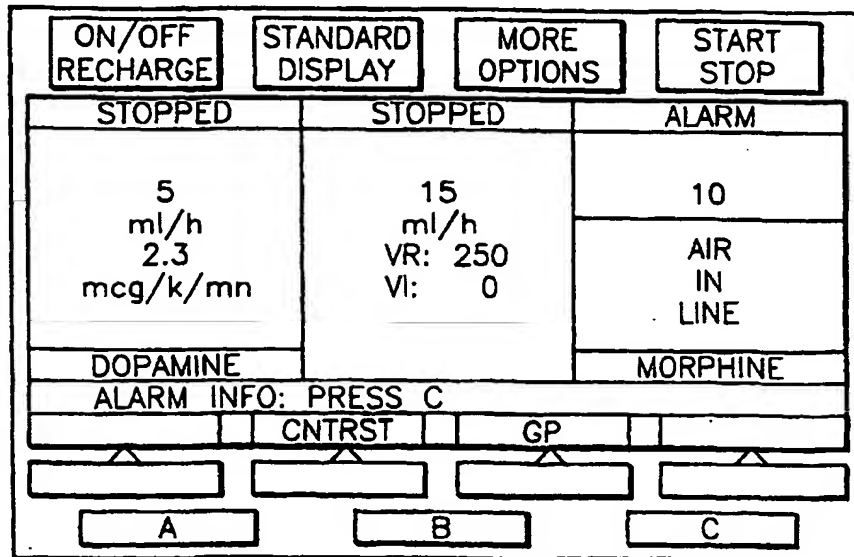 ON/OFF RECHARGE
STANDARD DISPLAY
MORE OPTIONS
START STOP
STOPPED
STOPPED
ALARM
5
ml/h
2.3
mcg/k/mn
DOPAMINE
15
ml/h
VR: 250
VI: 0
10
AIR
IN
LINE
MORPHINE
ALARM INFO: PRESS C
CNTRST
GP
A
B
C